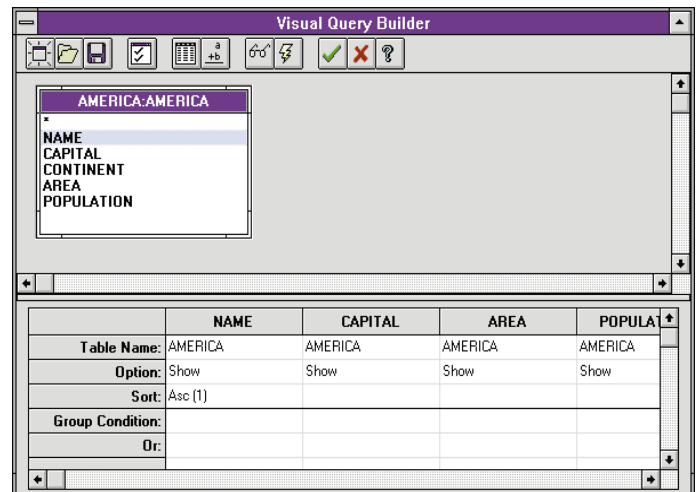 Visual Query Builder
a
+b
?
AMERICA:AMERICA
*
NAME
CAPITAL
CONTINENT
AREA
POPULATION
NAME CAPITAL AREA POPULAT
Table Name: AMERICA AMERICA AMERICA AMERICA
Option: Show Show Show Show
Sort: Asc (1)
Group Condition:
Or: